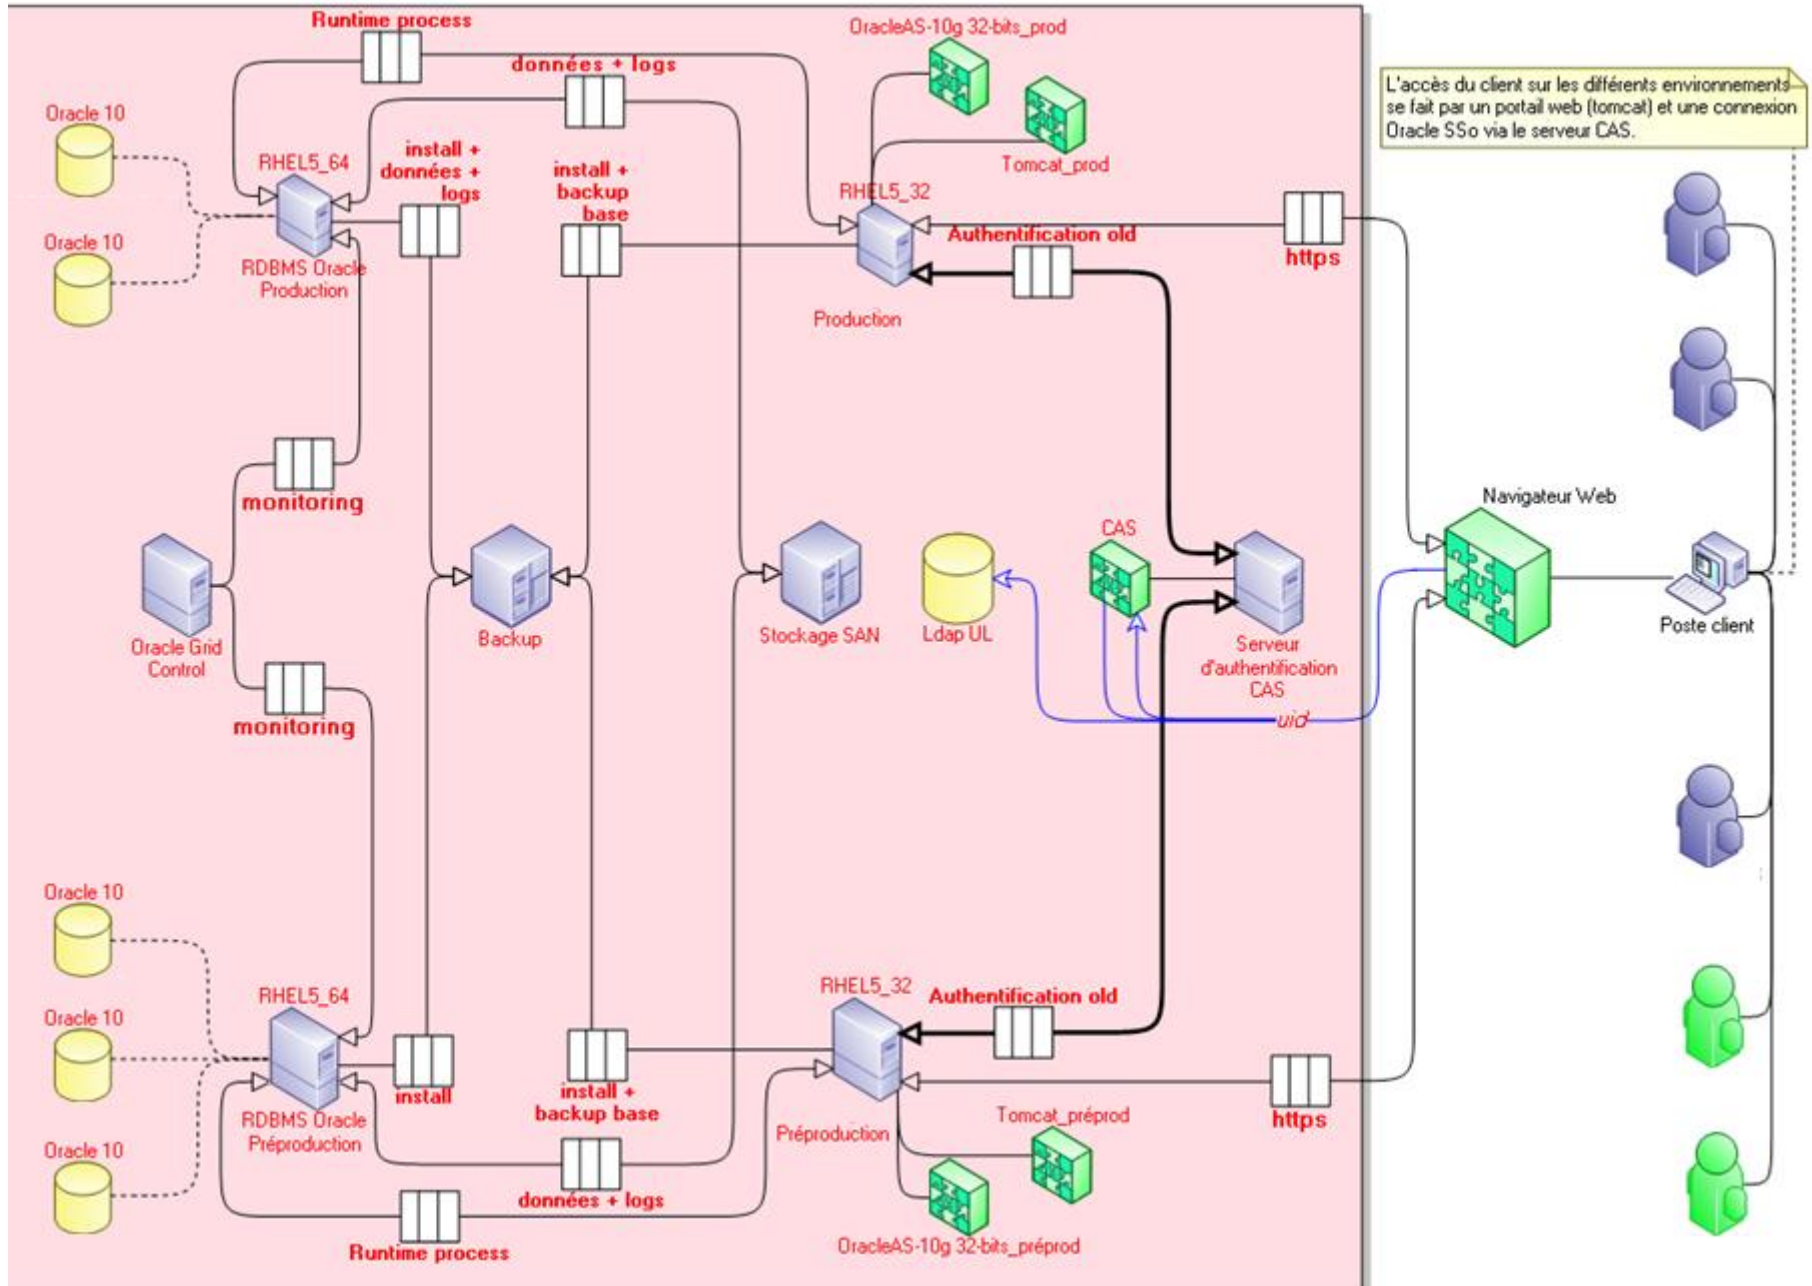 Runtime process
OracleAS-10g 32-bits_prod
données + logs
L'accès du client sur les différents environnements
se fait par un portail web (tomcat) et une connexion
Oracle SSo via le serveur CAS.
Oracle 10
RHEL5_64
install +
données +
logs
install +
backup
base
Tomcat_prod
RHEL5_32
Oracle 10
RDBMS Oracle
Production
Authentification old
https
Production
monitoring
Navigateur Web
CAS
Oracle Grid
Control
Backup
Stockage SAN
Ldap UL
Serveur
d'authentification
CAS
Poste client
uid
monitoring
Oracle 10
RHEL5_64
RHEL5_32
Authentification old
Oracle 10
install
install +
backup base
RDBMS Oracle
Préproduction
Préproduction
Tomcat_préprod
https
Oracle 10
données + logs
Runtime process
OracleAS-10g 32-bits_préprod